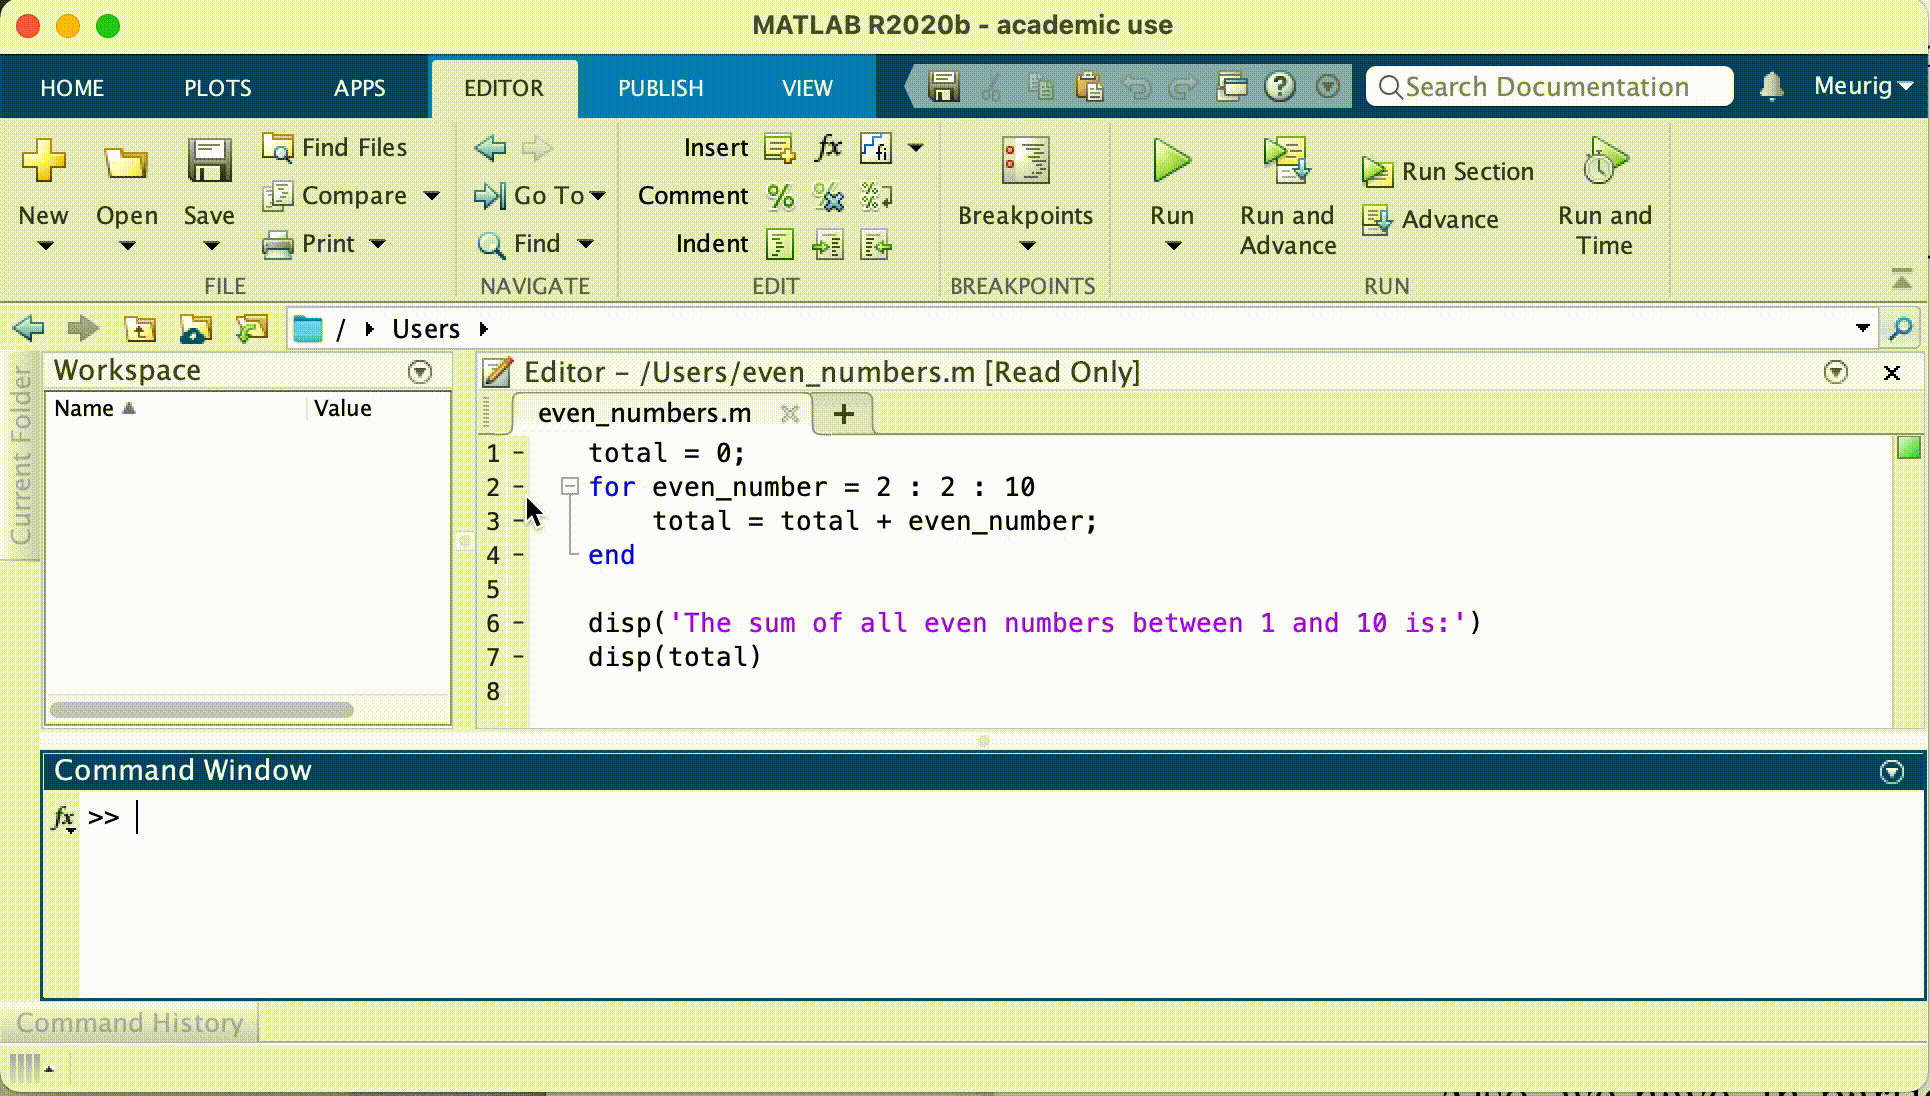 MATLAB R2020b - academic use
HOME PLOTS APPS EDITOR PUBLISH VIEW Search Documentation Meurig
New Open Save Find Files Compare Print
FILE
Go To Find
NAVIGATE
Insert fx fi
Comment % %
Indent
EDIT
Breakpoints
BREAKPOINTS
Run Run and Advance Run Section Advance Run and Time
RUN
/ Users
Current Folder
Workspace
Name Value
Editor – /Users/even_numbers.m [Read Only]
even_numbers.m +
1 – total = 0;
2 – for even_number = 2 : 2 : 10
3 – total = total + even_number;
4 – end
5
6 – disp('The sum of all even numbers between 1 and 10 is:')
7 – disp(total)
8
Command Window
fx >>
Command History